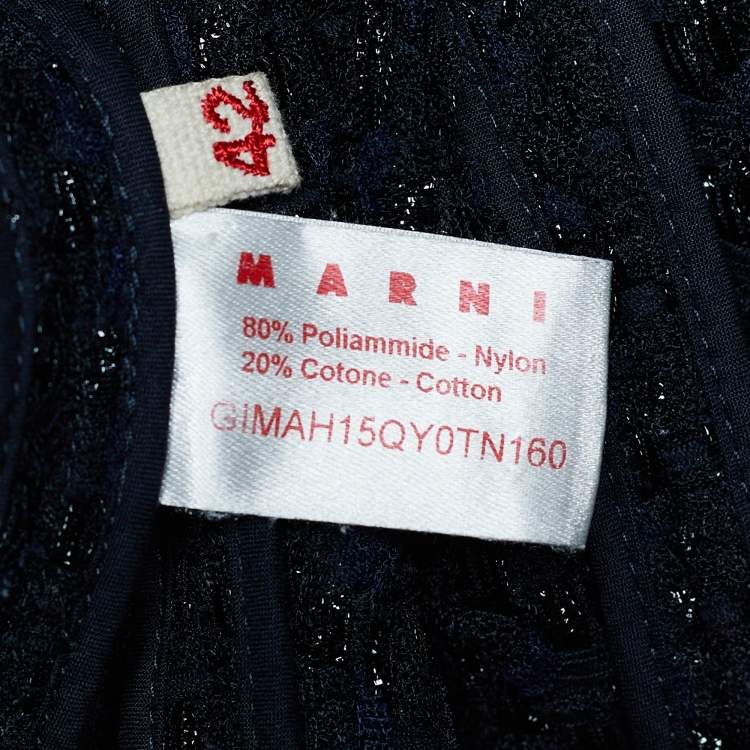 42
MARNI
80% Poliammide - Nylon
20% Cotone - Cotton
GIMAH15QY0TN160